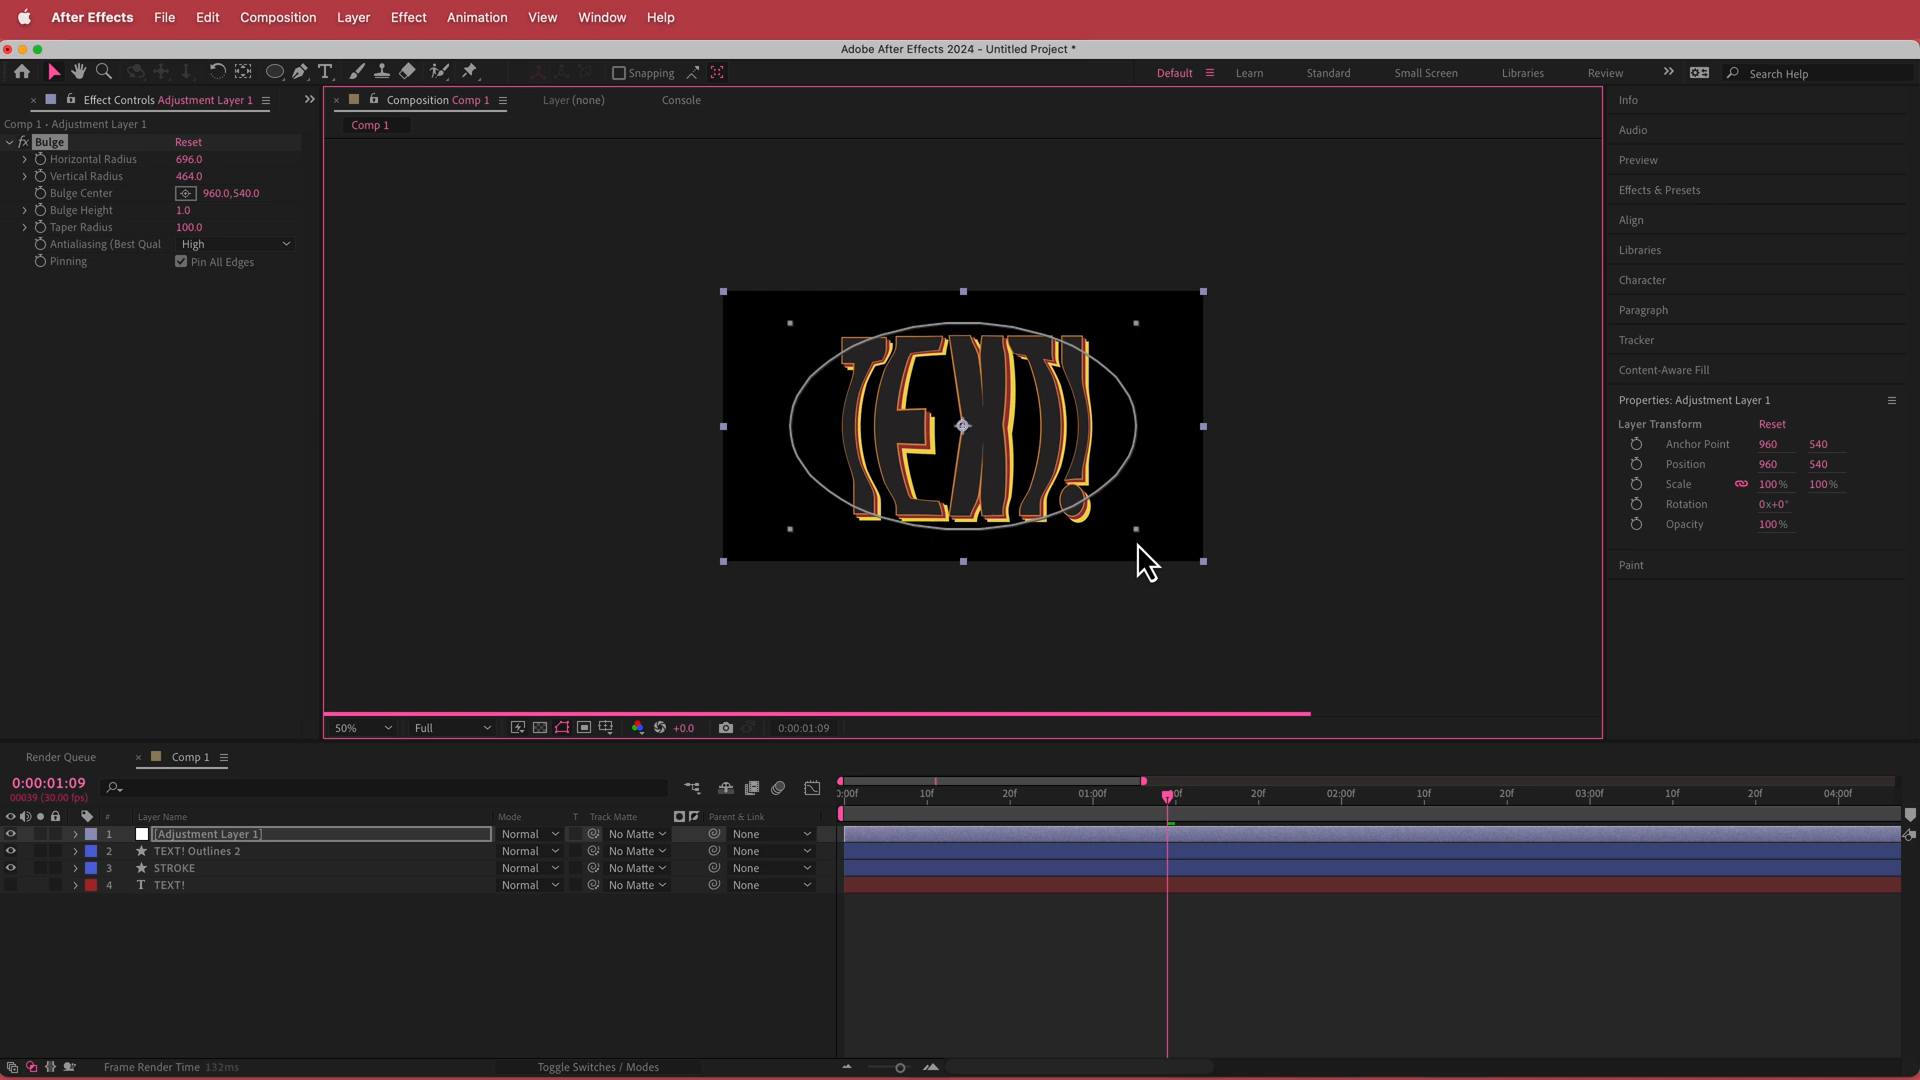 After Effects File Edit Composition Layer Effect Animation View Window Help
Adobe After Effects 2024 - Untitled Project *
Snapping Default Learn Standard Small Screen Libraries Review Search Help
Effect Controls Adjustment Layer 1
Comp 1 • Adjustment Layer 1
fx Bulge Reset
Horizontal Radius 696.0
Vertical Radius 464.0
Bulge Center 960.0,540.0
Bulge Height 1.0
Taper Radius 100.0
Antialiasing (Best Qual High
Pinning Pin All Edges
Composition Comp 1 Layer (none) Console
Comp 1
TEXT!
50% Full +0.0 0:00:01:09
Info
Audio
Preview
Effects & Presets
Align
Libraries
Character
Paragraph
Tracker
Content-Aware Fill
Properties: Adjustment Layer 1
Layer Transform Reset
Anchor Point 960 540
Position 960 540
Scale 100% 100%
Rotation 0x+0°
Opacity 100%
Paint
Render Queue Comp 1
0:00:01:09
00039 (30.00 fps)
:00f 10f 20f 01:00f 20f 02:00f 10f 20f 03:00f 10f 20f 04:00f
# Layer Name Mode T Track Matte Parent & Link
1 [Adjustment Layer 1] Normal No Matte None
2 TEXT! Outlines 2 Normal No Matte None
3 STROKE Normal No Matte None
4 T TEXT! Normal No Matte None
Frame Render Time 132ms Toggle Switches / Modes